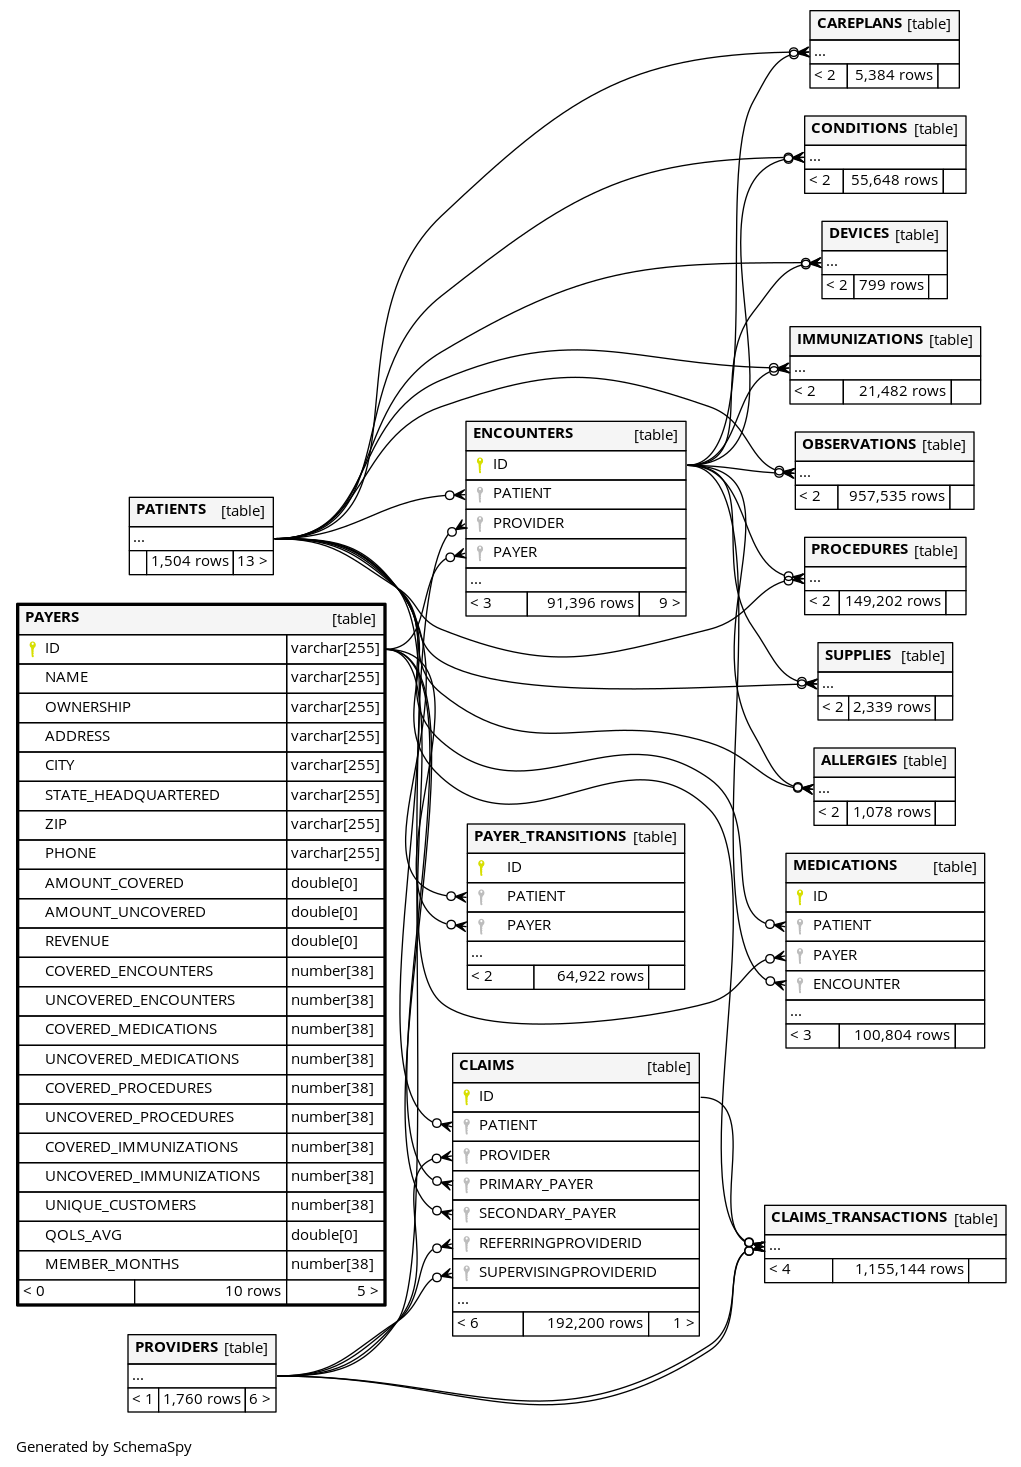 CAREPLANS [table]
...
< 2 5,384 rows
CONDITIONS [table]
...
< 2 55,648 rows
DEVICES [table]
...
< 2 799 rows
IMMUNIZATIONS [table]
...
< 2 21,482 rows
ENCOUNTERS [table]
ID
PATIENT
PROVIDER
PAYER
...
< 3 91,396 rows 9 >
OBSERVATIONS [table]
...
< 2 957,535 rows
PATIENTS [table]
...
1,504 rows 13 >
PROCEDURES [table]
...
< 2 149,202 rows
PAYERS [table]
ID varchar[255]
NAME varchar[255]
OWNERSHIP varchar[255]
ADDRESS varchar[255]
CITY varchar[255]
STATE_HEADQUARTERED varchar[255]
ZIP varchar[255]
PHONE varchar[255]
AMOUNT_COVERED double[0]
AMOUNT_UNCOVERED double[0]
REVENUE double[0]
COVERED_ENCOUNTERS number[38]
UNCOVERED_ENCOUNTERS number[38]
COVERED_MEDICATIONS number[38]
UNCOVERED_MEDICATIONS number[38]
COVERED_PROCEDURES number[38]
UNCOVERED_PROCEDURES number[38]
COVERED_IMMUNIZATIONS number[38]
UNCOVERED_IMMUNIZATIONS number[38]
UNIQUE_CUSTOMERS number[38]
QOLS_AVG double[0]
MEMBER_MONTHS number[38]
< 0 10 rows 5 >
SUPPLIES [table]
...
< 2 2,339 rows
ALLERGIES [table]
...
< 2 1,078 rows
PAYER_TRANSITIONS [table]
ID
PATIENT
PAYER
...
< 2 64,922 rows
MEDICATIONS [table]
ID
PATIENT
PAYER
ENCOUNTER
...
< 3 100,804 rows
CLAIMS [table]
ID
PATIENT
PROVIDER
PRIMARY_PAYER
SECONDARY_PAYER
REFERRINGPROVIDERID
SUPERVISINGPROVIDERID
...
< 6 192,200 rows 1 >
CLAIMS_TRANSACTIONS [table]
...
< 4 1,155,144 rows
PROVIDERS [table]
...
< 1 1,760 rows 6 >
Generated by SchemaSpy